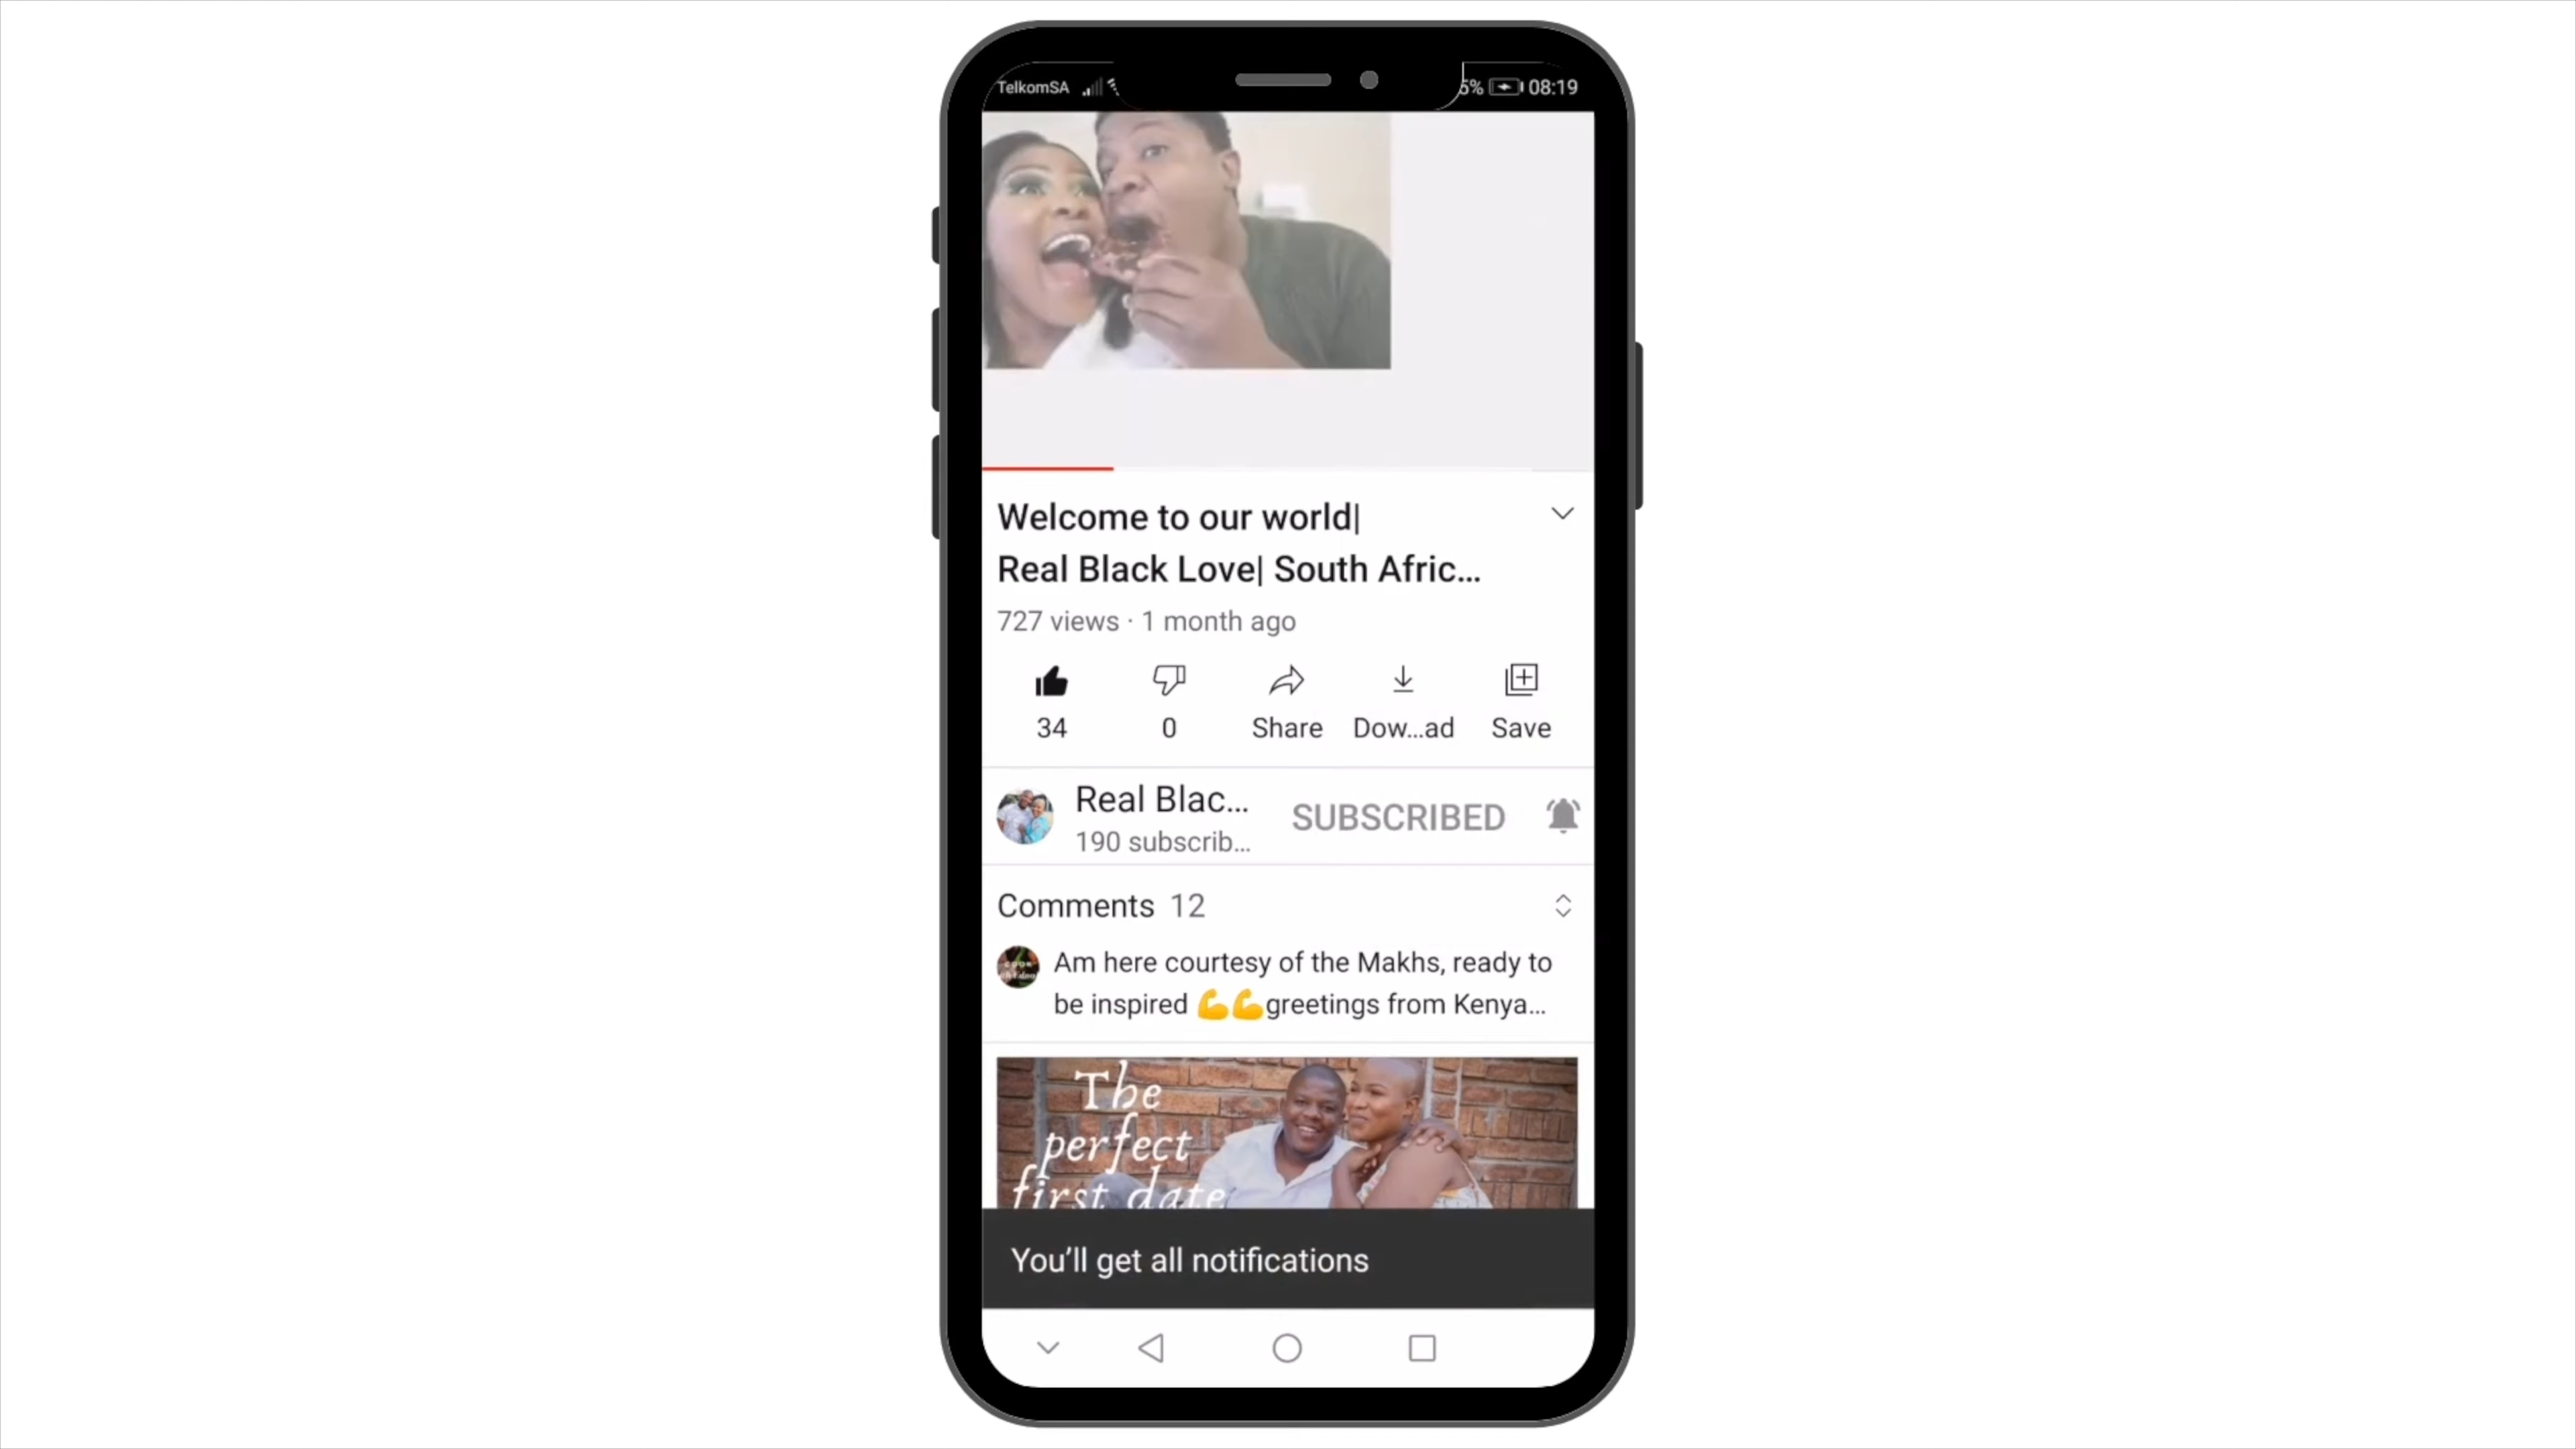 TelkomSA
5% 08:19
Welcome to our world|
Real Black Love| South Afric...
727 views · 1 month ago
34 0 Share Dow...ad Save
Real Blac...
190 subscrib...
SUBSCRIBED
Comments 12
Am here courtesy of the Makhs, ready to
be inspired 💪💪greetings from Kenya...
The
perfect
first date
You'll get all notifications